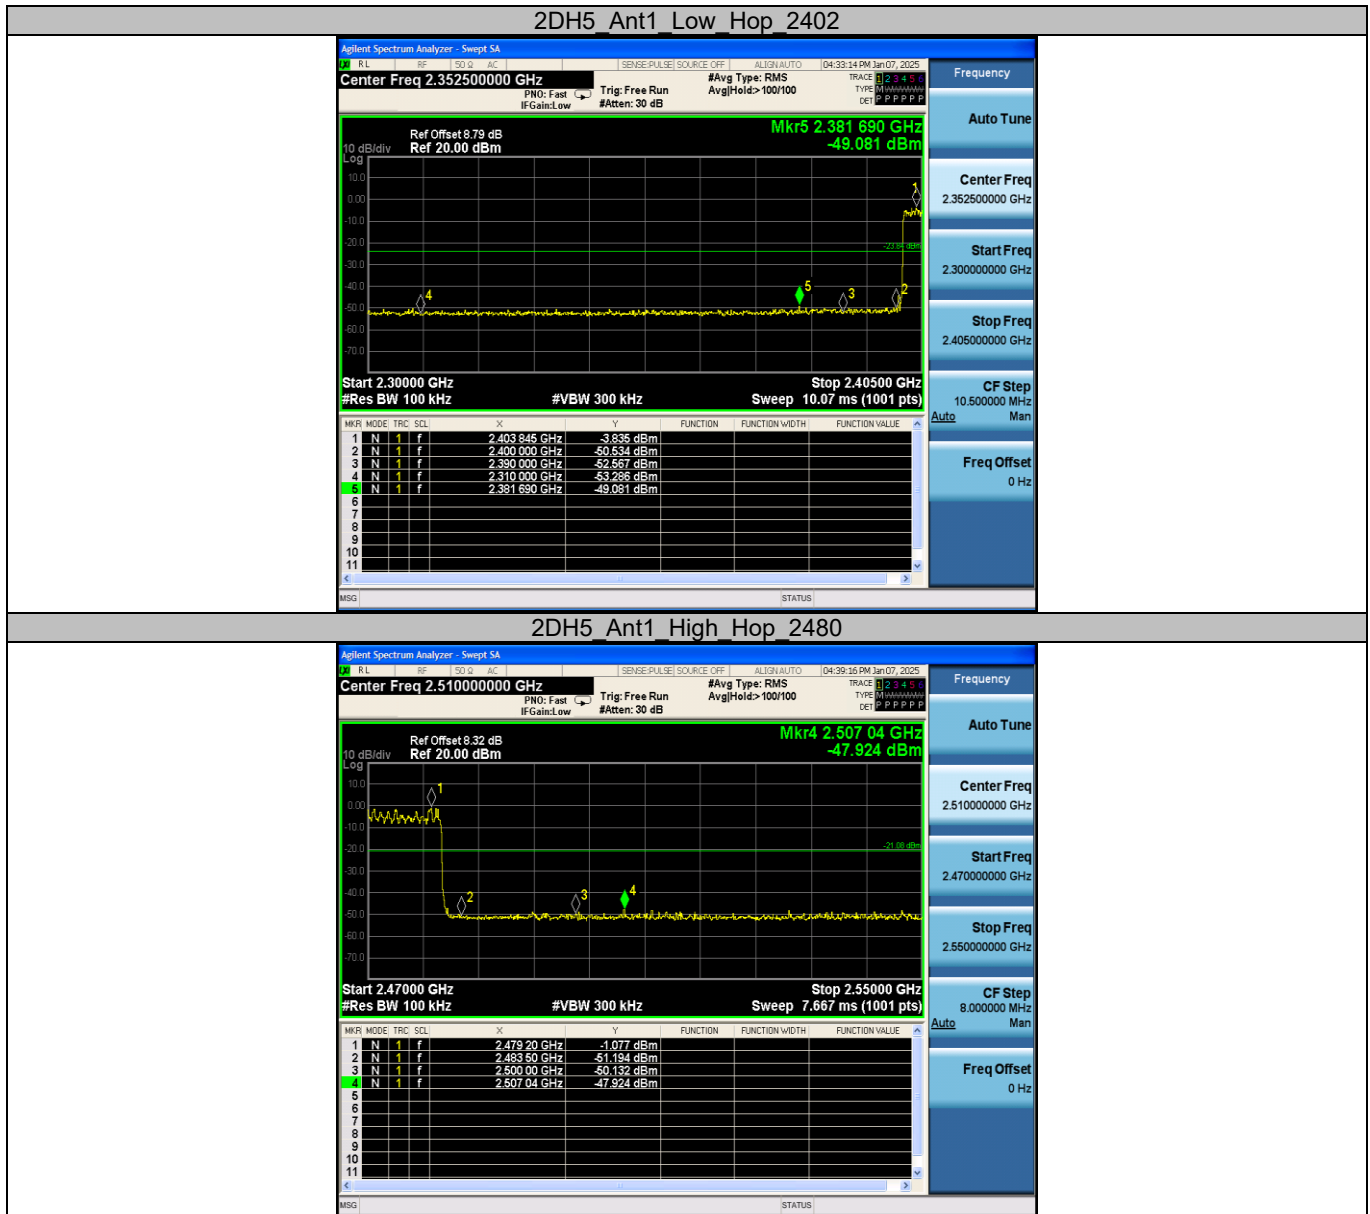 2DH5_Ant1_Low_Hop_2402
Agilent Spectrum Analyzer - Swept SA
RL RF 50 Ω AC SENSE:PULSE SOURCE OFF ALIGNAUTO 04:33:14 PM Jan 07, 2025
Center Freq 2.352500000 GHz
#Avg Type: RMS
TRACE 1 2 3 4 5 6
PNO: Fast
Trig: Free Run
Avg|Hold:>100/100
TYPE M
IFGain:Low
#Atten: 30 dB
DET P P P P P P
Mkr5 2.381 690 GHz
-49.081 dBm
Ref Offset 8.79 dB
10 dB/div Ref 20.00 dBm
Log
10.0
0.00
-10.0
-20.0
-23.84 dBm
-30.0
-40.0
-50.0
-60.0
-70.0
1
2
3
4
5
Start 2.30000 GHz Stop 2.40500 GHz
#Res BW 100 kHz #VBW 300 kHz Sweep 10.07 ms (1001 pts)
MKR MODE TRC SCL X Y FUNCTION FUNCTION WIDTH FUNCTION VALUE
1 N 1 f 2.403 845 GHz -3.835 dBm
2 N 1 f 2.400 000 GHz -50.534 dBm
3 N 1 f 2.390 000 GHz -52.567 dBm
4 N 1 f 2.310 000 GHz -53.286 dBm
5 N 1 f 2.381 690 GHz -49.081 dBm
6
7
8
9
10
11
MSG STATUS
Frequency
Auto Tune
Center Freq
2.352500000 GHz
Start Freq
2.300000000 GHz
Stop Freq
2.405000000 GHz
CF Step
10.500000 MHz
Auto Man
Freq Offset
0 Hz
2DH5_Ant1_High_Hop_2480
Agilent Spectrum Analyzer - Swept SA
RL RF 50 Ω AC SENSE:PULSE SOURCE OFF ALIGNAUTO 04:39:16 PM Jan 07, 2025
Center Freq 2.510000000 GHz
#Avg Type: RMS
TRACE 1 2 3 4 5 6
PNO: Fast
Trig: Free Run
Avg|Hold:>100/100
TYPE M
IFGain:Low
#Atten: 30 dB
DET P P P P P P
Mkr4 2.507 04 GHz
-47.924 dBm
Ref Offset 8.32 dB
10 dB/div Ref 20.00 dBm
Log
10.0
0.00
-10.0
-20.0
-21.08 dBm
-30.0
-40.0
-50.0
-60.0
-70.0
1
2
3
4
Start 2.47000 GHz Stop 2.55000 GHz
#Res BW 100 kHz #VBW 300 kHz Sweep 7.667 ms (1001 pts)
MKR MODE TRC SCL X Y FUNCTION FUNCTION WIDTH FUNCTION VALUE
1 N 1 f 2.479 20 GHz -1.077 dBm
2 N 1 f 2.483 50 GHz -51.194 dBm
3 N 1 f 2.500 00 GHz -50.132 dBm
4 N 1 f 2.507 04 GHz -47.924 dBm
5
6
7
8
9
10
11
MSG STATUS
Frequency
Auto Tune
Center Freq
2.510000000 GHz
Start Freq
2.470000000 GHz
Stop Freq
2.550000000 GHz
CF Step
8.000000 MHz
Auto Man
Freq Offset
0 Hz